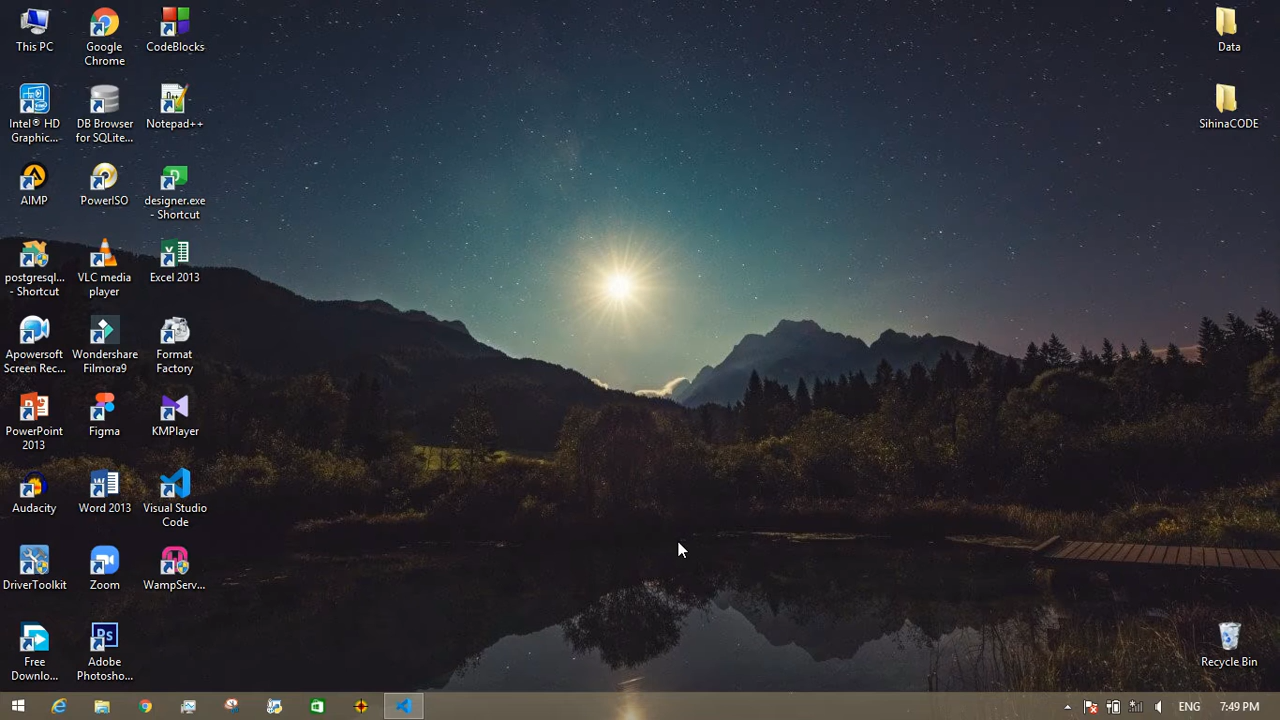 This PC
Google
Chrome
CodeBlocks
Intel® HD
Graphic...
DB Browser
for SQLite...
Notepad++
AIMP
PowerISO
designer.exe
- Shortcut
postgresql...
- Shortcut
VLC media
player
Excel 2013
Apowersoft
Screen Rec...
Wondershare
Filmora9
Format
Factory
PowerPoint
2013
Figma
KMPlayer
Audacity
Word 2013
Visual Studio
Code
DriverToolkit
Zoom
WampServ...
Free
Downlo...
Ps
Adobe
Photosho...
Data
SihinaCODE
Recycle Bin
ENG
7:49 PM